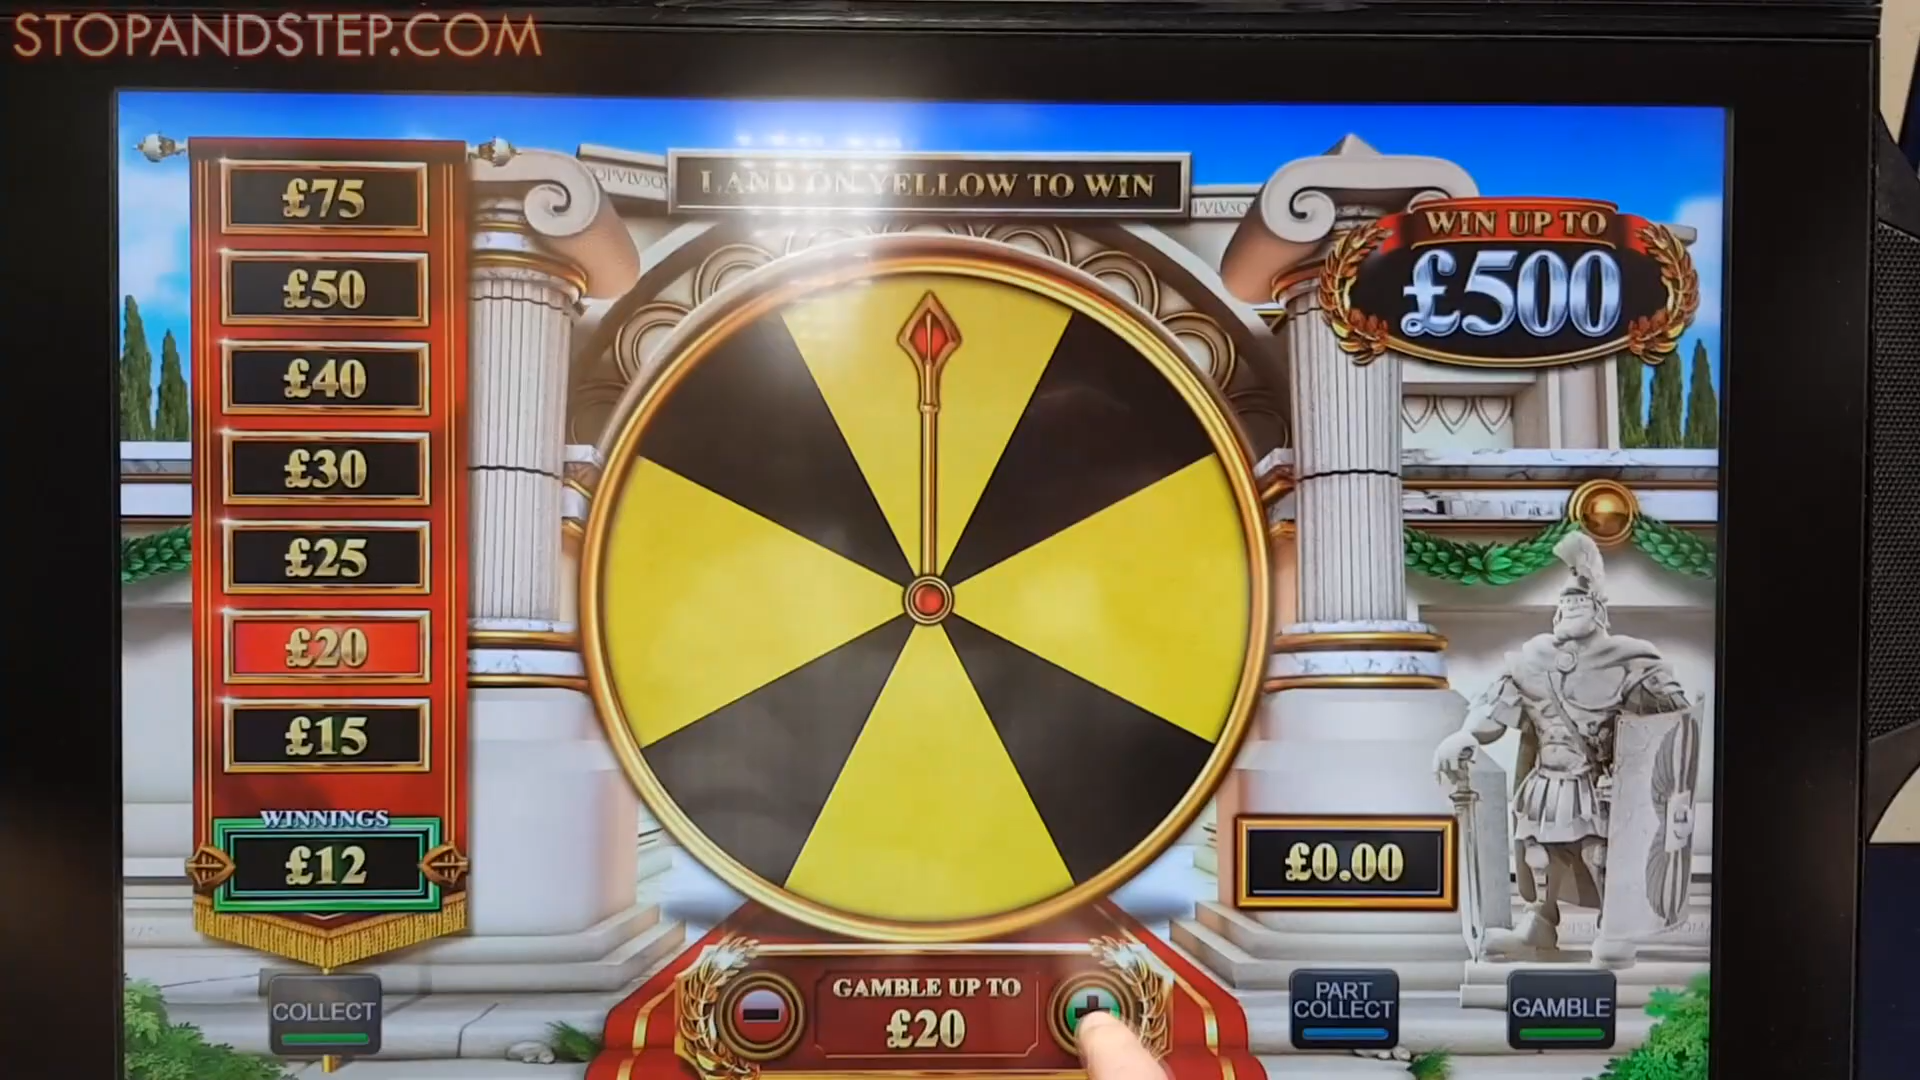 STOPANDSTEP.COM
LAND ON YELLOW TO WIN
WIN UP TO
£500
£75
£50
£40
£30
£25
£20
£15
WINNINGS
£12
£0.00
COLLECT
GAMBLE UP TO
£20
PART
COLLECT
GAMBLE